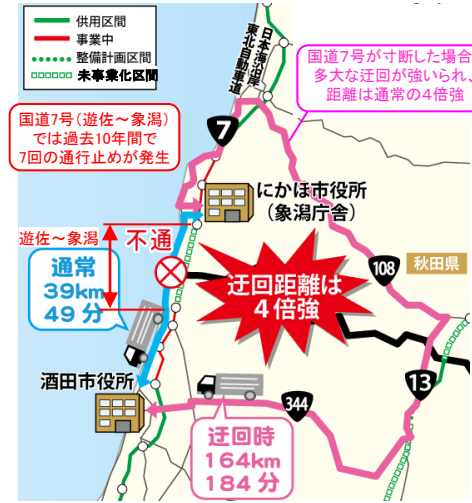 供用区間
事業中
整備計画区間
未事業化区間
日本海沿岸
東北自動車道
国道7号が寸断した場合
多大な迂回が強いられ、
距離は通常の4倍強
国道7号(遊佐～象潟)
では過去10年間で
7回の通行止めが発生
7
にかほ市役所
(象潟庁舎)
遊佐～象潟
不通
通常
39km
49分
迂回距離は
4倍強
108
秋田県
13
酒田市役所
344
迂回時
164km
184分